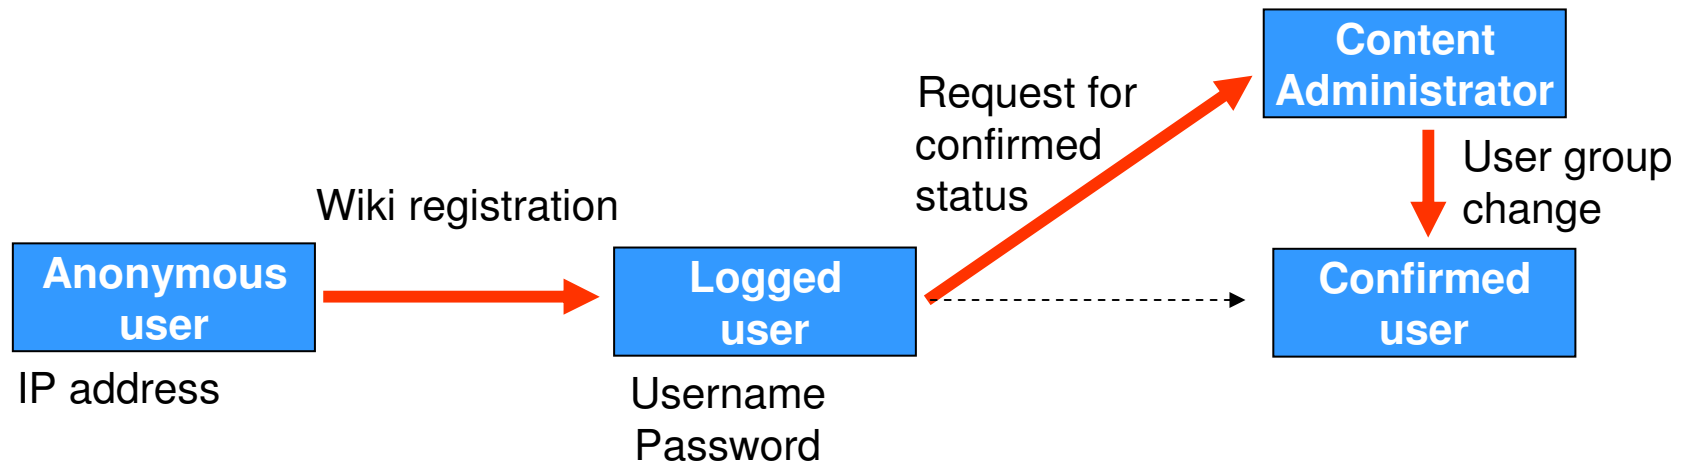 Content
Administrator
Request for
confirmed
status
User group
change
Wiki registration
Anonymous
user
Logged
user
Confirmed
user
IP address
Username
Password